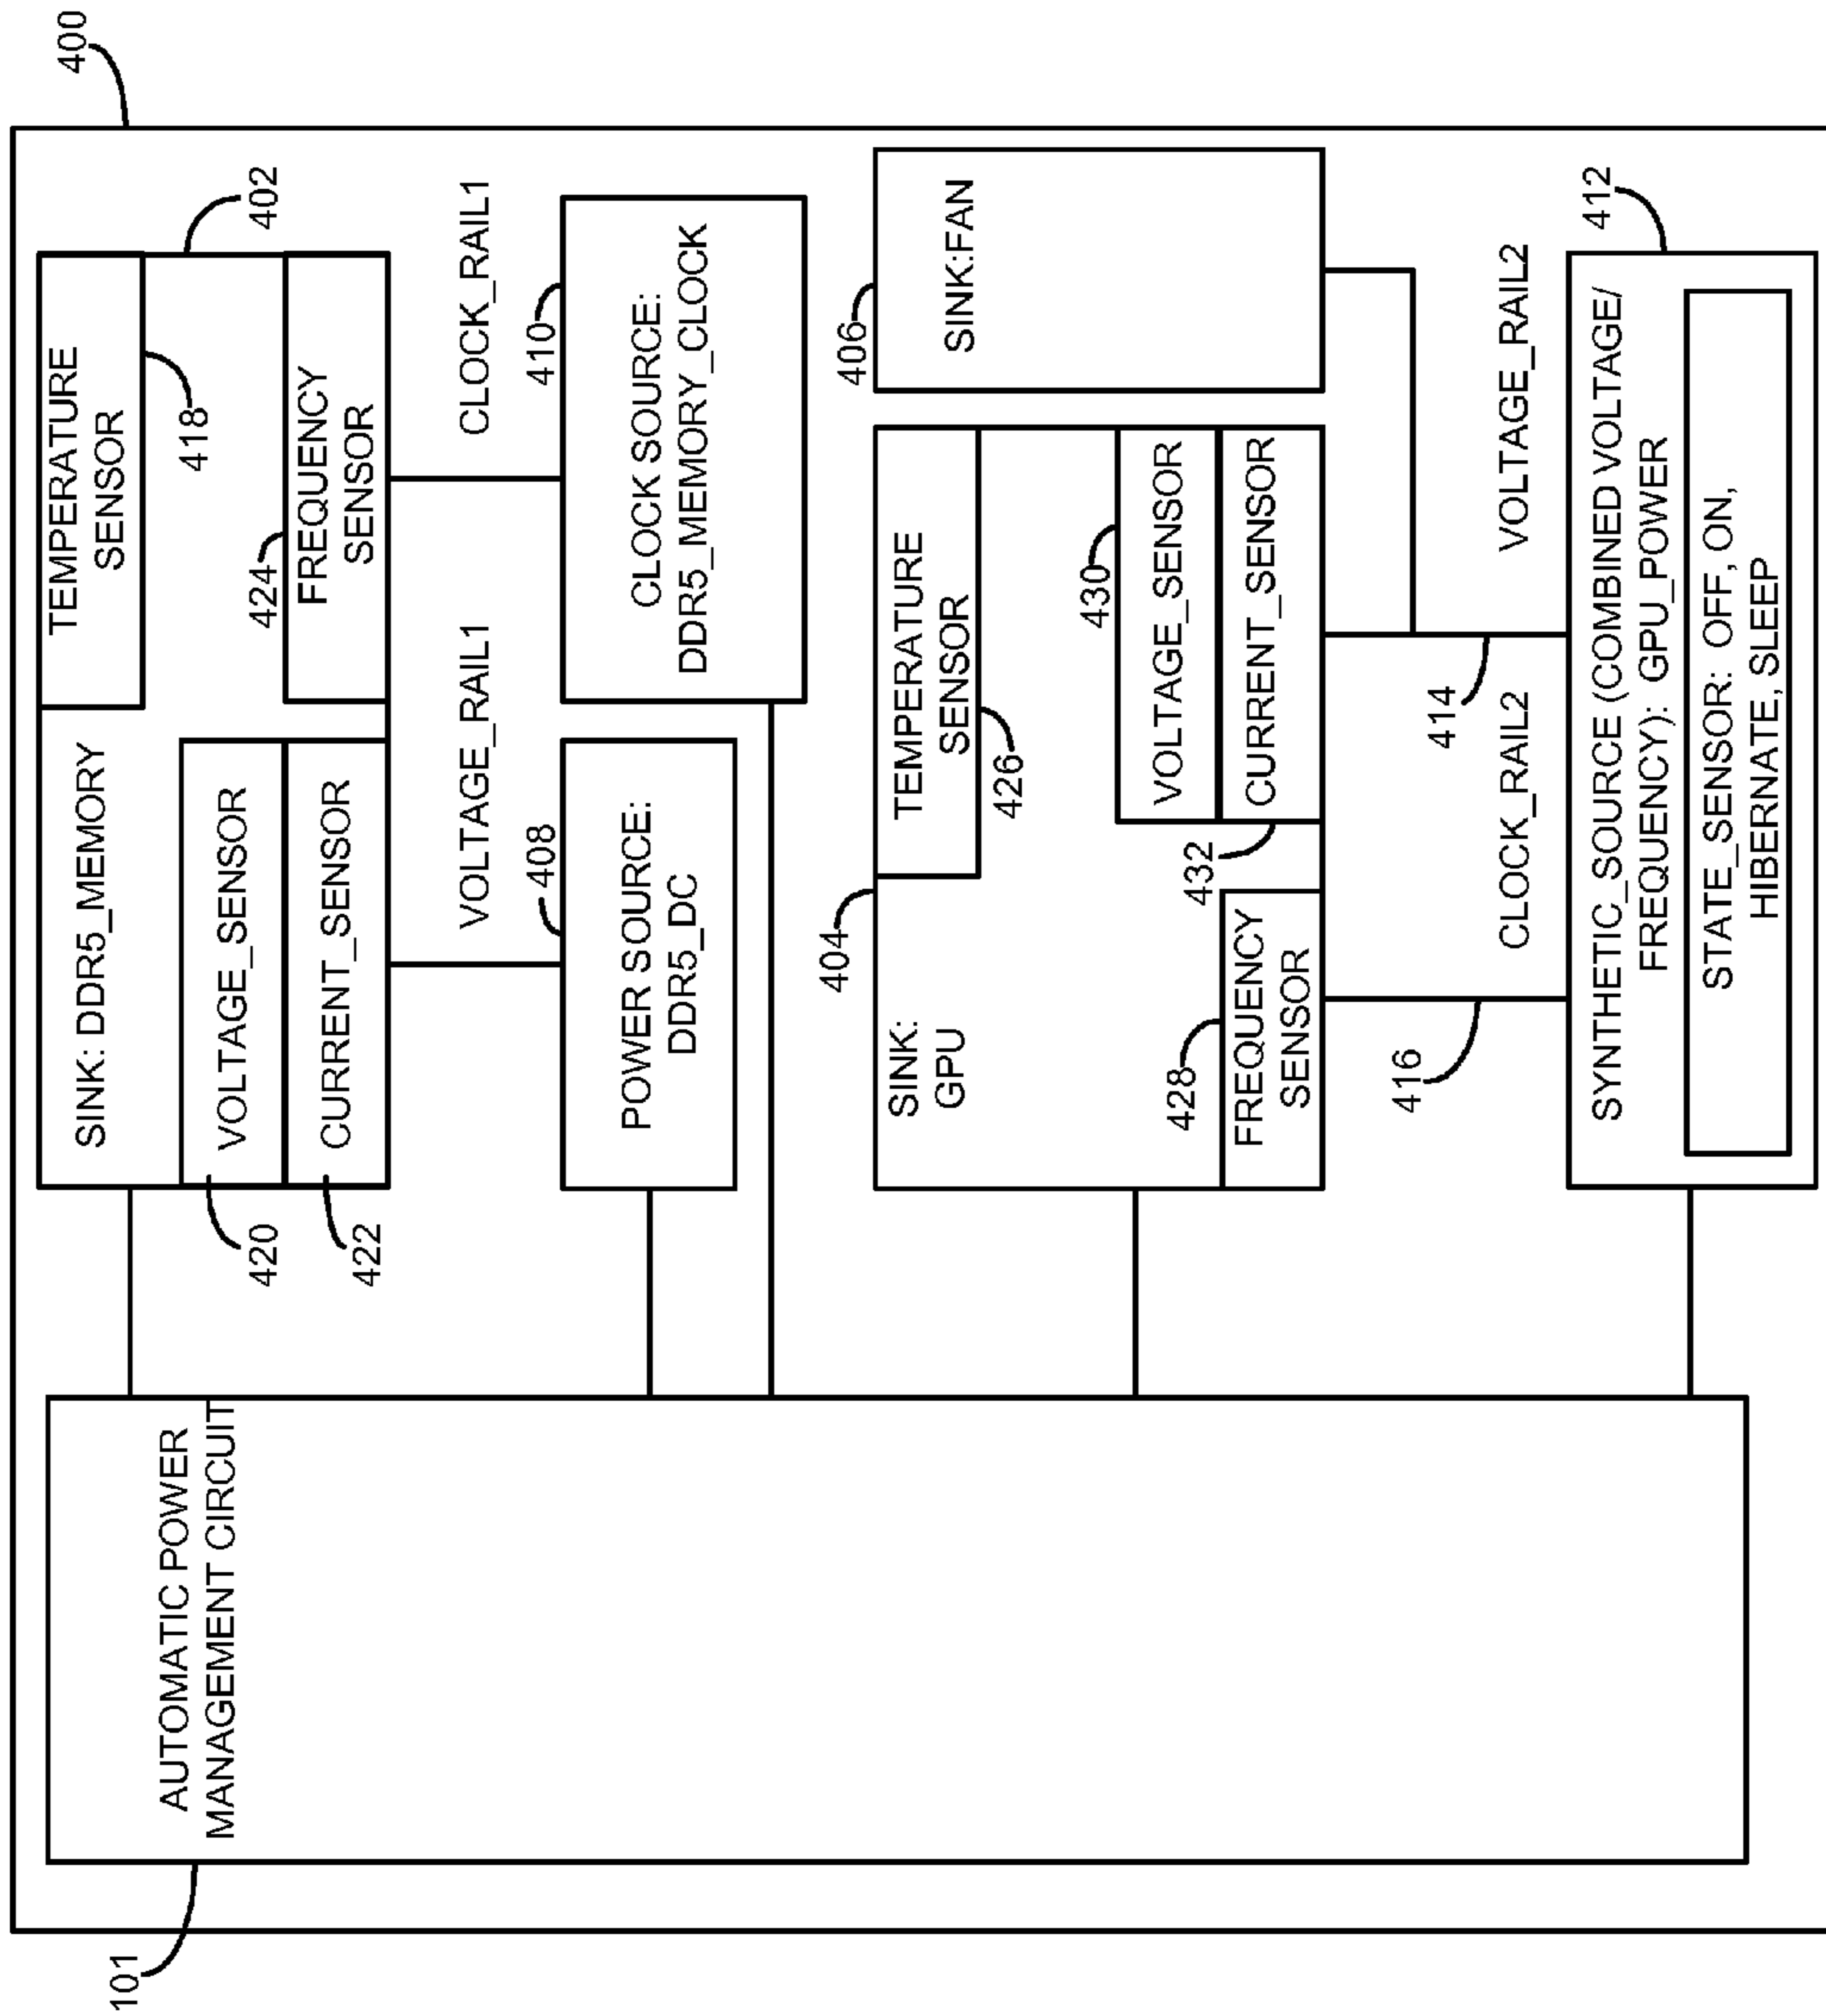 400
101
AUTOMATIC POWER
MANAGEMENT CIRCUIT
SINK: DDR5_MEMORY
TEMPERATURE
SENSOR
418
402
420
VOLTAGE_SENSOR
422
CURRENT_SENSOR
424
FREQUENCY
SENSOR
VOLTAGE_RAIL1
CLOCK_RAIL1
408
POWER SOURCE:
DDR5_DC
410
CLOCK SOURCE:
DDR5_MEMORY_CLOCK
404
SINK:
GPU
TEMPERATURE
SENSOR
426
428
FREQUENCY
SENSOR
430
VOLTAGE_SENSOR
432
CURRENT_SENSOR
406
SINK:FAN
416
CLOCK_RAIL2
414
VOLTAGE_RAIL2
412
SYNTHETIC_SOURCE (COMBINED VOLTAGE/
FREQUENCY): GPU_POWER
STATE_SENSOR: OFF, ON,
HIBERNATE, SLEEP